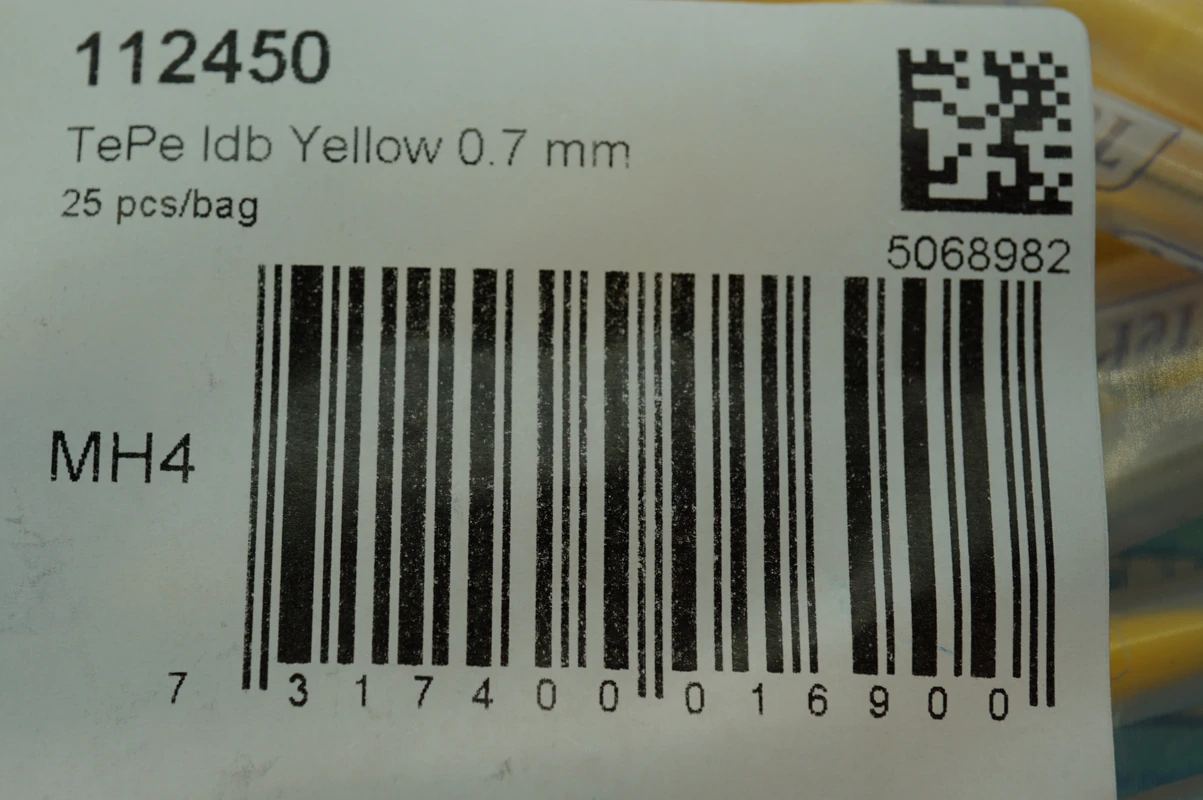 112450
TePe Idb Yellow 0.7 mm
25 pcs/bag
5068982
MH4
7 317400 016900